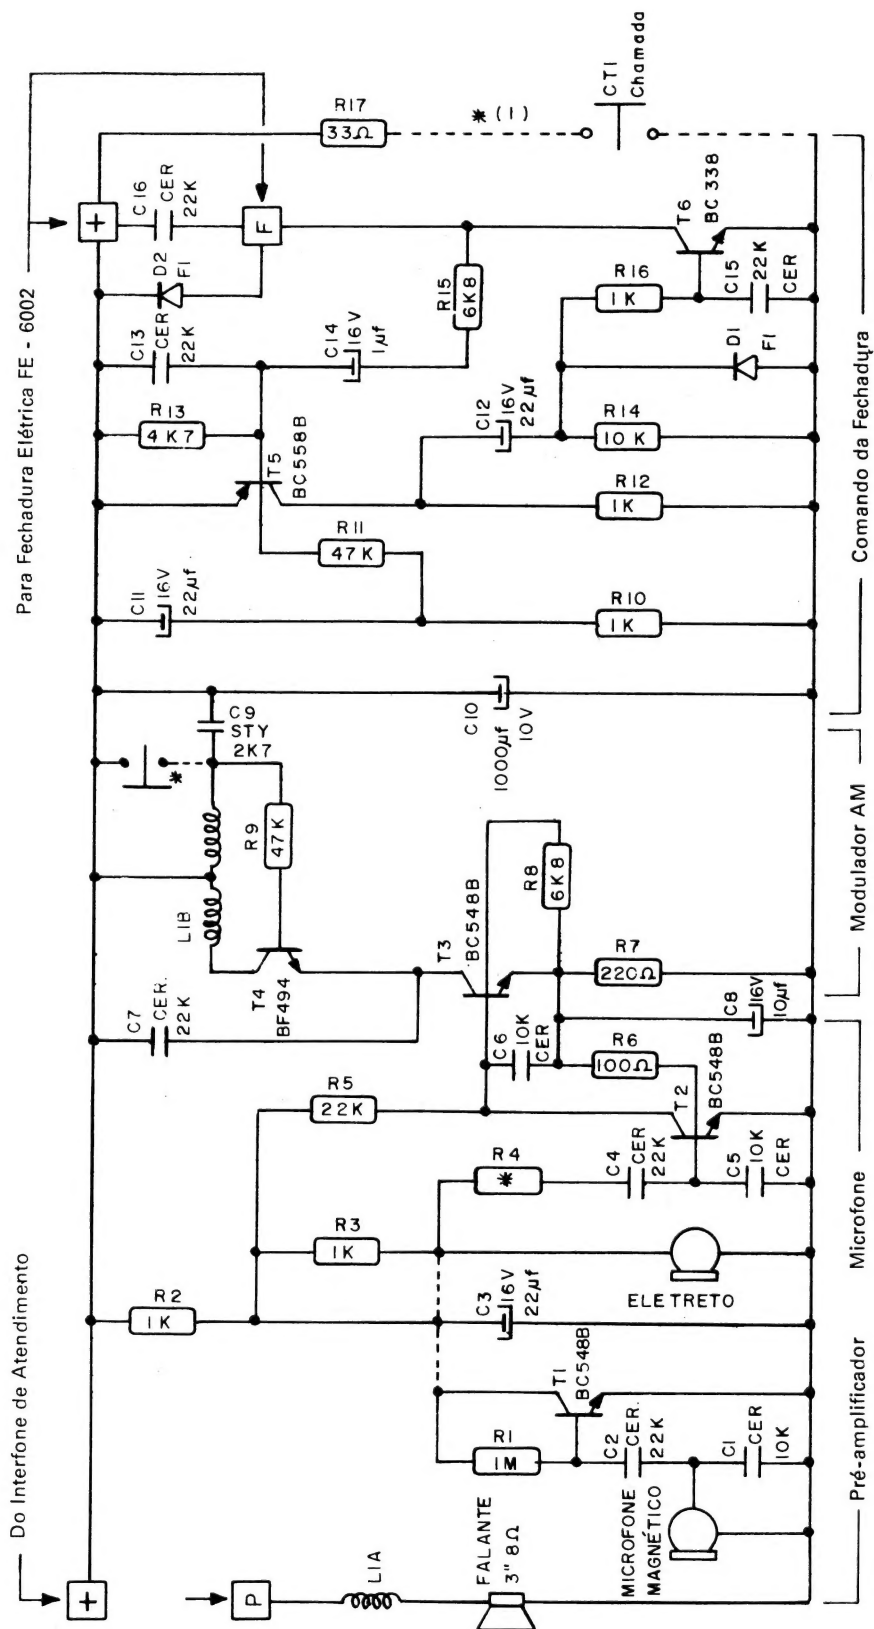 Do Interfone de Atendimento
Para Fechadura Elétrica FE - 6002
+
P
L1A
FALANTE
3" 8Ω
MICROFONE
MAGNÉTICO
R1
1M
C2
CER.
22K
C1
CER
10K
T1
BC548B
R2
1K
C3
16V
22µf
R3
1K
ELETRETO
R4
*
C4
CER
22K
C5
10K
CER
R5
22K
T2
BC548B
C6
10K
CER
R6
100Ω
C8
16V
10µf
C7
CER.
22K
T4
BF494
L1B
R9
47K
T3
BC548B
R8
6K8
R7
220Ω
*
C9
STY
2K7
C10
1000µf
10V
C11
16V
22µf
R10
1K
R11
47K
T5
BC558B
R13
4K7
R12
1K
C13
CER
22K
C12
16V
22µf
R14
10K
C14
16V
1µf
D2
F1
D1
F1
R15
6K8
R16
1K
C16
CER
22K
+
F
T6
BC338
C15
22K
CER
R17
33Ω
* (1)
CT1
Chamada
Pré-amplificador
Microfone
Modulador AM
Comando da Fechadura